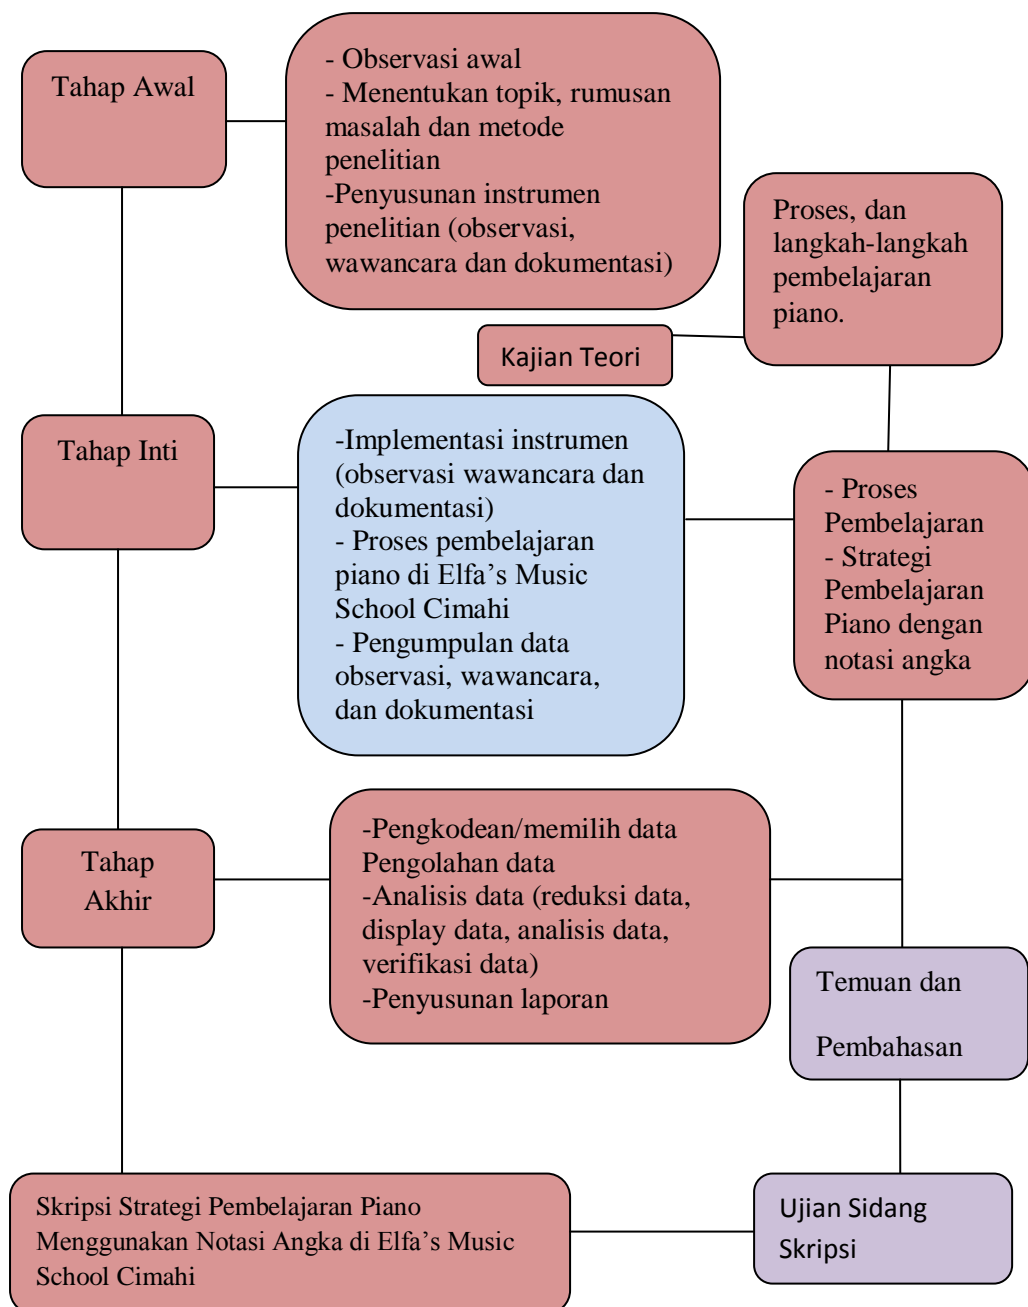 Tahap Awal
- Observasi awal
- Menentukan topik, rumusan
masalah dan metode
penelitian
-Penyusunan instrumen
penelitian (observasi,
wawancara dan dokumentasi)
Proses, dan
langkah-langkah
pembelajaran
piano.
Kajian Teori
Tahap Inti
-Implementasi instrumen
(observasi wawancara dan
dokumentasi)
- Proses pembelajaran
piano di Elfa’s Music
School Cimahi
- Pengumpulan data
observasi, wawancara,
dan dokumentasi
- Proses
Pembelajaran
- Strategi
Pembelajaran
Piano dengan
notasi angka
Tahap
Akhir
-Pengkodean/memilih data
Pengolahan data
-Analisis data (reduksi data,
display data, analisis data,
verifikasi data)
-Penyusunan laporan
Temuan dan
Pembahasan
Skripsi Strategi Pembelajaran Piano
Menggunakan Notasi Angka di Elfa’s Music
School Cimahi
Ujian Sidang
Skripsi